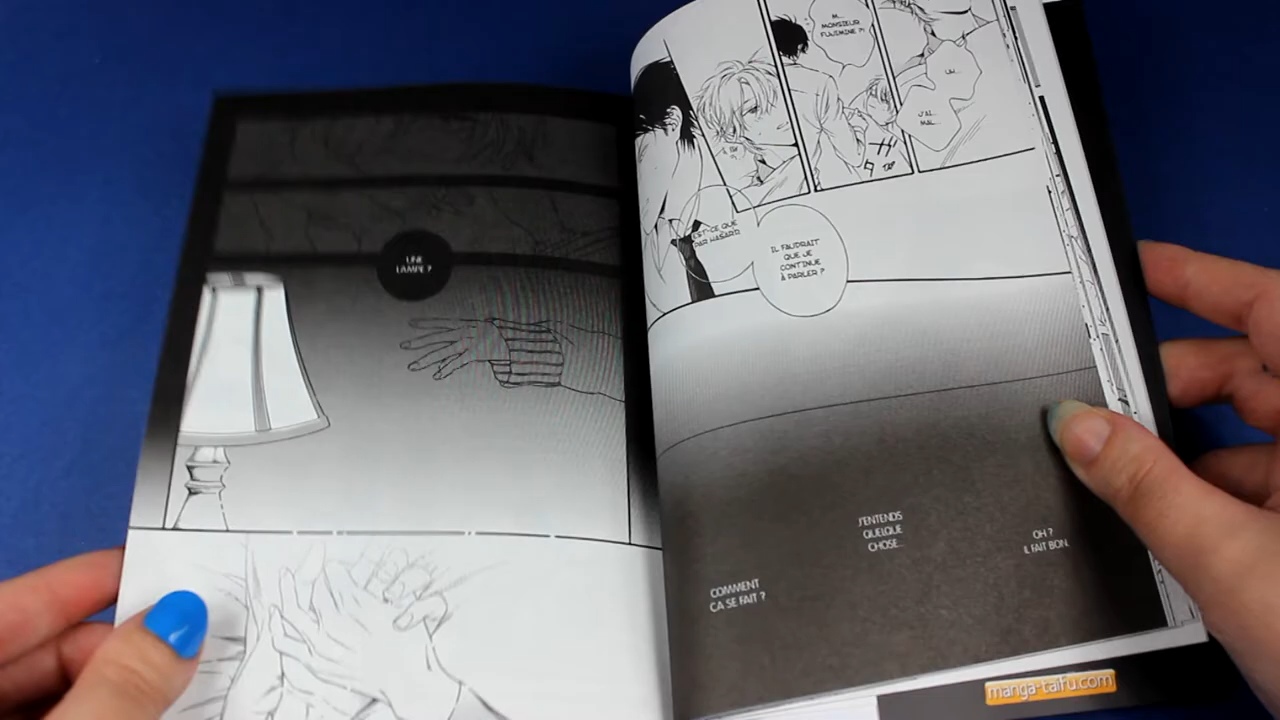 M...
MONSIEUR
FUJIMINE ?!
UN...
J'AI...
MAL...
EST-CE QUE
PAR HASARD
IL FAUDRAIT
QUE JE
CONTINUE
À PARLER ?
OH ?
IL FAIT BON.
J'ENTENDS
QUELQUE
CHOSE...
COMMENT
ÇA SE FAIT ?
UNE
LAMPE ?
manga-taifu.com